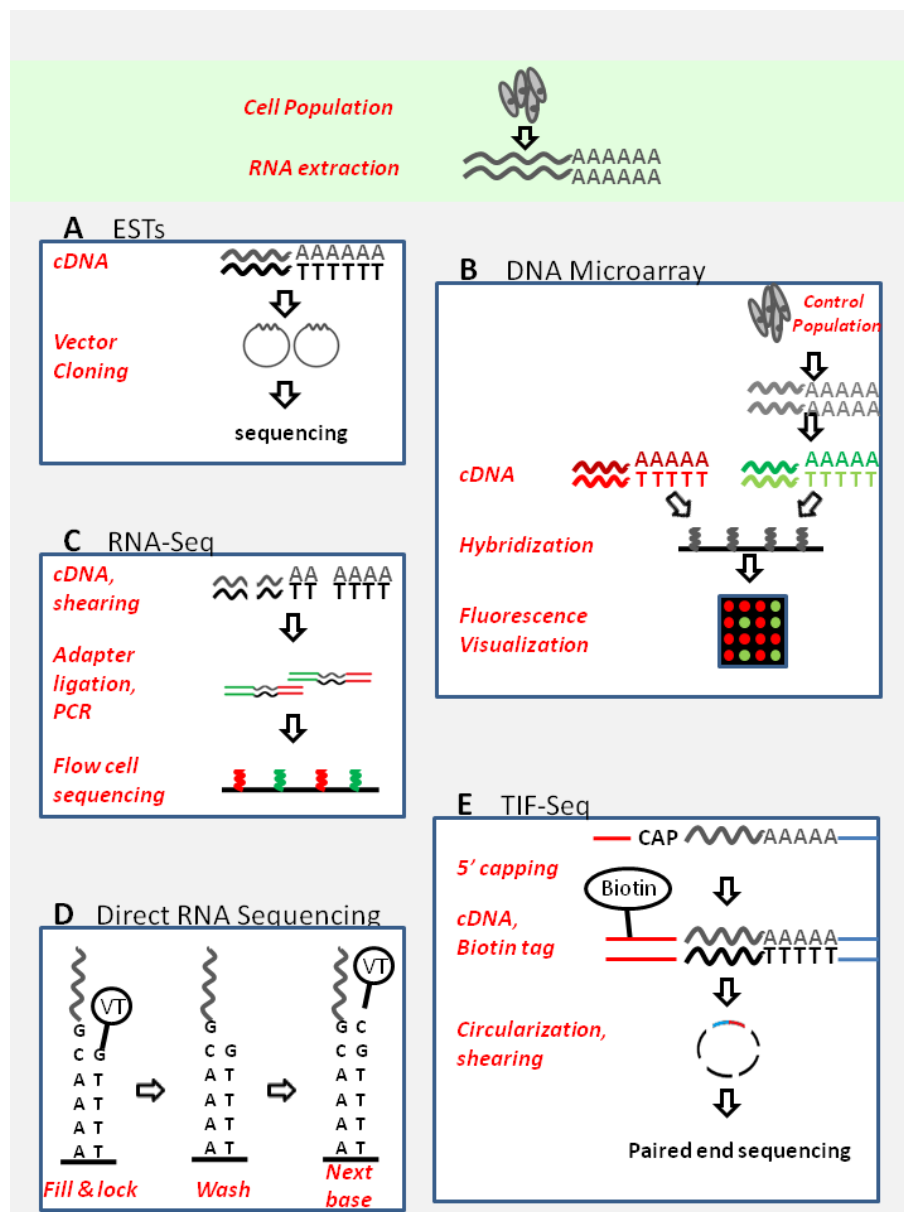 Cell Population
RNA extraction
AAAAAA
AAAAAA
A ESTs
cDNA
AAAAAA
TTTTTT
Vector
Cloning
sequencing
B DNA Microarray
Control
Population
AAAAA
AAAAA
cDNA
AAAAA
TTTTT
AAAAA
TTTTT
Hybridization
Fluorescence
Visualization
C RNA-Seq
cDNA,
shearing
AA AAAA
TT TTTT
Adapter
ligation,
PCR
Flow cell
sequencing
D Direct RNA Sequencing
VT
G
C G
A T
A T
A T
A T
Fill & lock
G
C G
A T
A T
A T
A T
Wash
VT
G C
C G
A T
A T
A T
A T
Next
base
E TIF-Seq
CAP AAAAA
5’ capping
Biotin
cDNA,
Biotin tag
AAAAA
TTTTT
Circularization,
shearing
Paired end sequencing